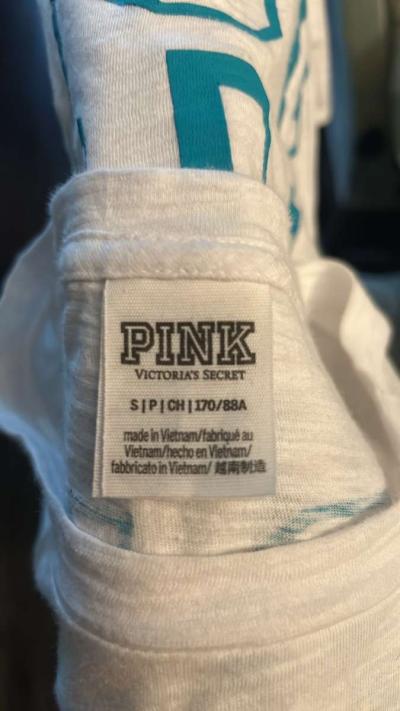 PINK
VICTORIA'S SECRET
S | P | CH | 170/88A
made in Vietnam/fabriqué au
Vietnam/hecho en Vietnam/
fabbricato in Vietnam/ 越南制造